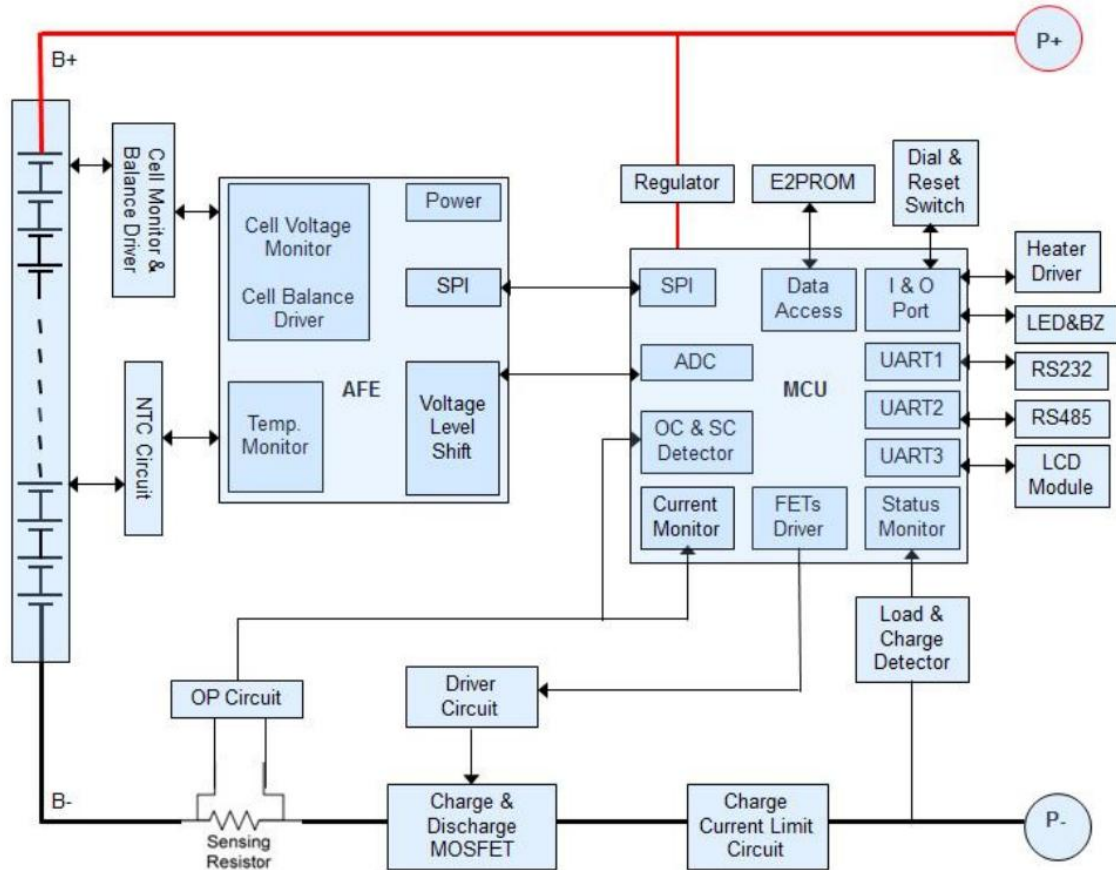 B+
P+
Cell Monitor &
Balance Driver
Regulator
E2PROM
Dial &
Reset
Switch
Cell Voltage
Monitor
Cell Balance
Driver
Power
SPI
AFE
Temp.
Monitor
Voltage
Level
Shift
NTC Circuit
SPI
Data
Access
I & O
Port
ADC
MCU
UART1
OC & SC
Detector
UART2
UART3
Current
Monitor
FETs
Driver
Status
Monitor
Heater
Driver
LED&BZ
RS232
RS485
LCD
Module
Load &
Charge
Detector
OP Circuit
Driver
Circuit
B-
Sensing
Resistor
Charge &
Discharge
MOSFET
Charge
Current Limit
Circuit
P-